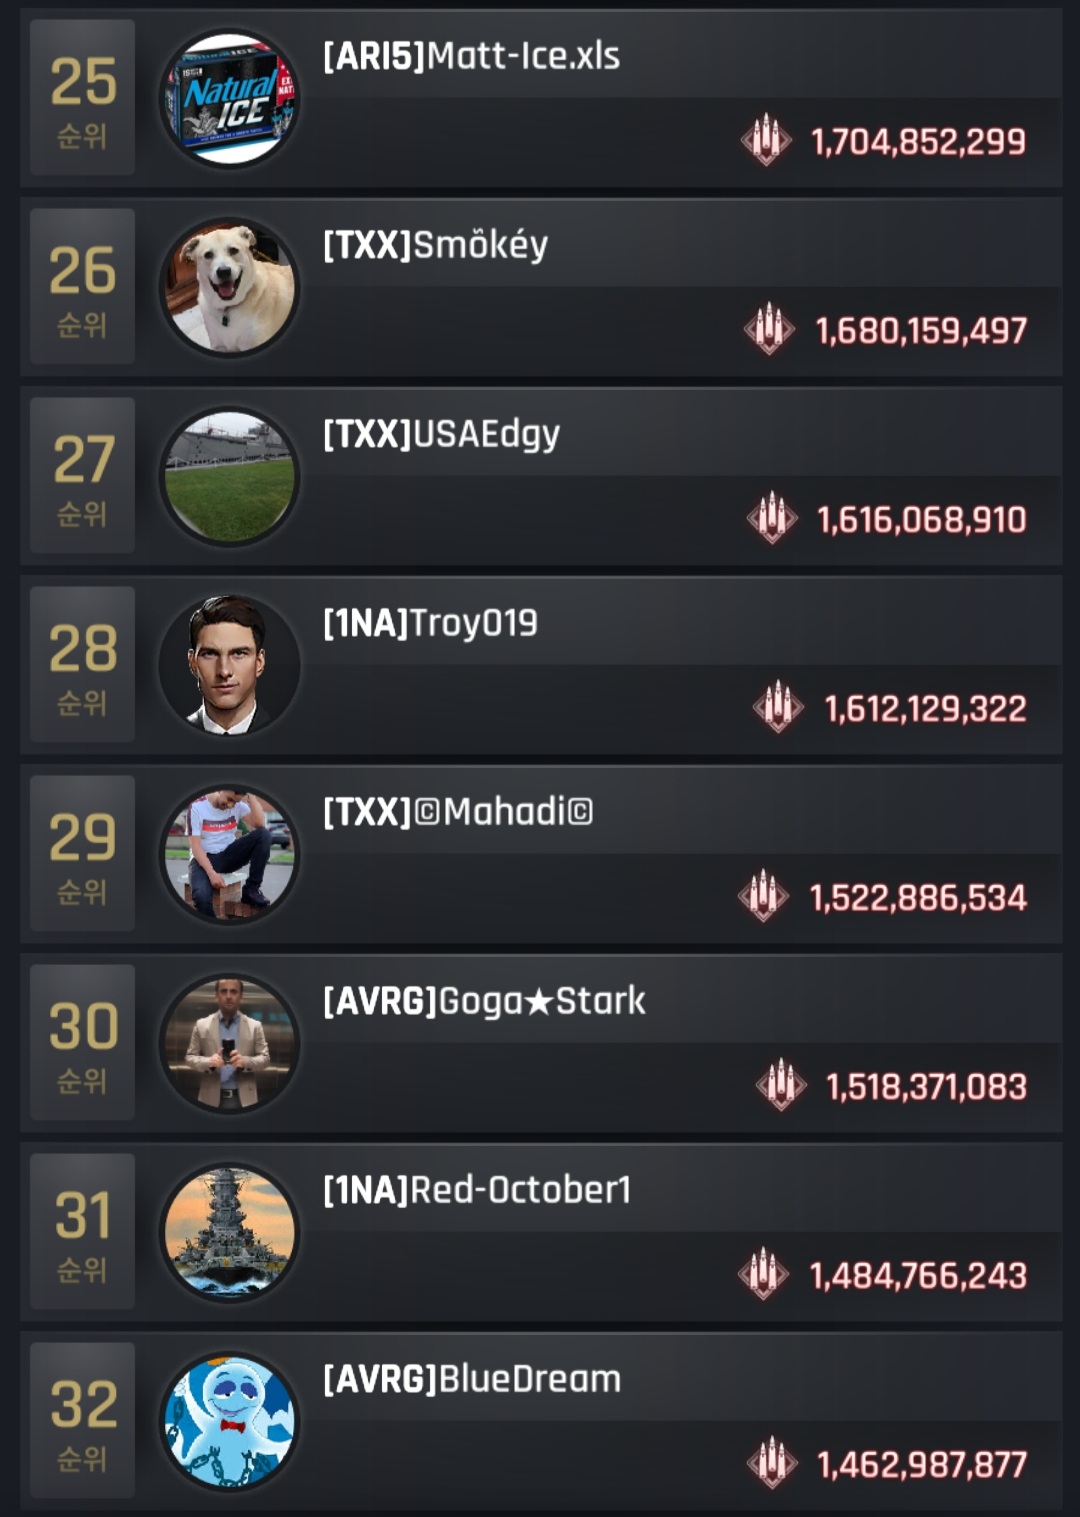 25
순위
Natural
ICE
[ARI5]Matt-Ice.xls
1,704,852,299
26
순위
[TXX]Smõkéy
1,680,159,497
27
순위
[TXX]USAEdgy
1,616,068,910
28
순위
[1NA]Troy019
1,612,129,322
29
순위
[TXX]©Mahadi©
1,522,886,534
30
순위
[AVRG]Goga★Stark
1,518,371,083
31
순위
[1NA]Red-October1
1,484,766,243
32
순위
[AVRG]BlueDream
1,462,987,877